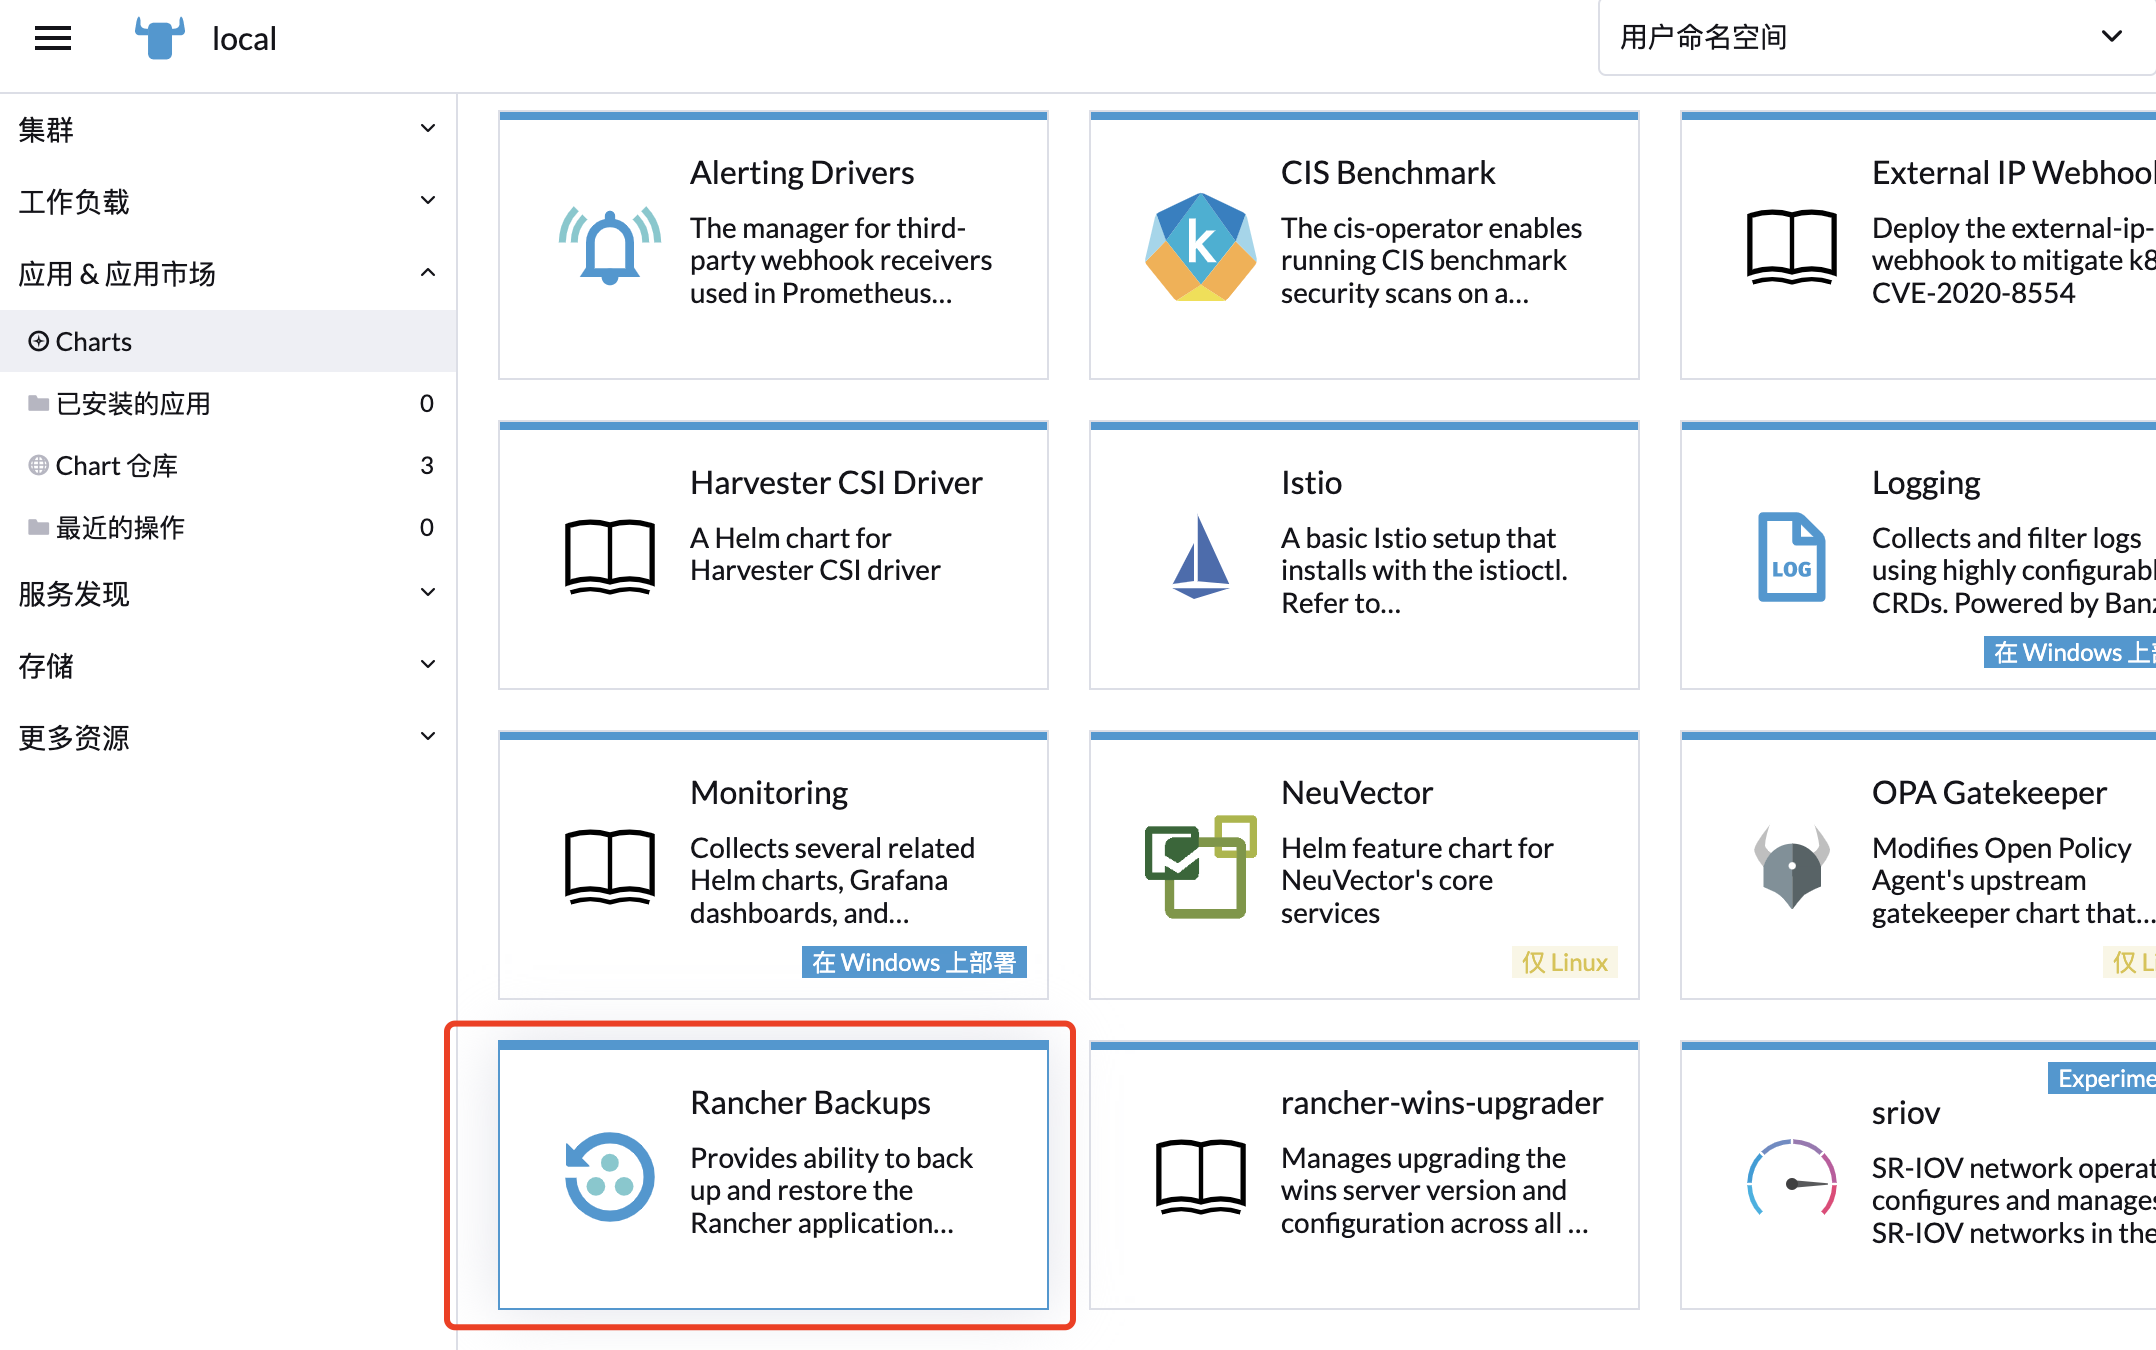 local
用户命名空间
集群
工作负载
应用 & 应用市场
Charts
已安装的应用 0
Chart 仓库 3
最近的操作 0
服务发现
存储
更多资源
Alerting Drivers
The manager for third-
party webhook receivers
used in Prometheus...
k
CIS Benchmark
The cis-operator enables
running CIS benchmark
security scans on a...
External IP Webhook
Deploy the external-ip-
webhook to mitigate k8
CVE-2020-8554
Harvester CSI Driver
A Helm chart for
Harvester CSI driver
Istio
A basic Istio setup that
installs with the istioctl.
Refer to...
LOG
Logging
Collects and filter logs
using highly configurabl
CRDs. Powered by Banz
在 Windows 上部
Monitoring
Collects several related
Helm charts, Grafana
dashboards, and...
在 Windows 上部署
NeuVector
Helm feature chart for
NeuVector's core
services
仅 Linux
OPA Gatekeeper
Modifies Open Policy
Agent's upstream
gatekeeper chart that...
仅 Li
Rancher Backups
Provides ability to back
up and restore the
Rancher application...
rancher-wins-upgrader
Manages upgrading the
wins server version and
configuration across all ...
Experime
sriov
SR-IOV network operat
configures and manages
SR-IOV networks in the